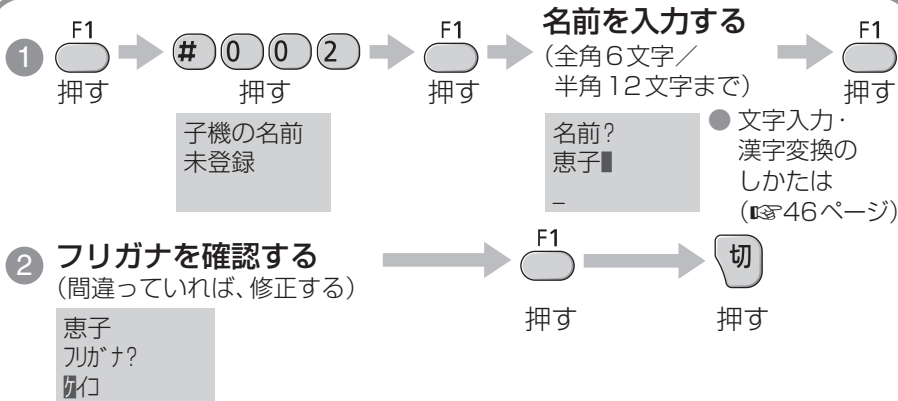 1 F1 押す
# 0 0 2 押す
子機の名前
未登録
F1 押す
名前を入力する
(全角6文字/
半角12文字まで)
名前?
恵子
_
F1 押す
● 文字入力・
漢字変換の
しかたは
(☞46ページ)
2 フリガナを確認する
(間違っていれば、修正する)
恵子
ﾌﾘｶﾞﾅ?
ｹｲｺ
F1 押す
切 押す